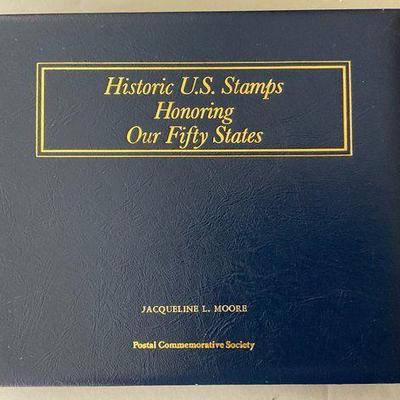 Historic U.S. Stamps
Honoring
Our Fifty States
JACQUELINE L. MOORE
Postal Commemorative Society